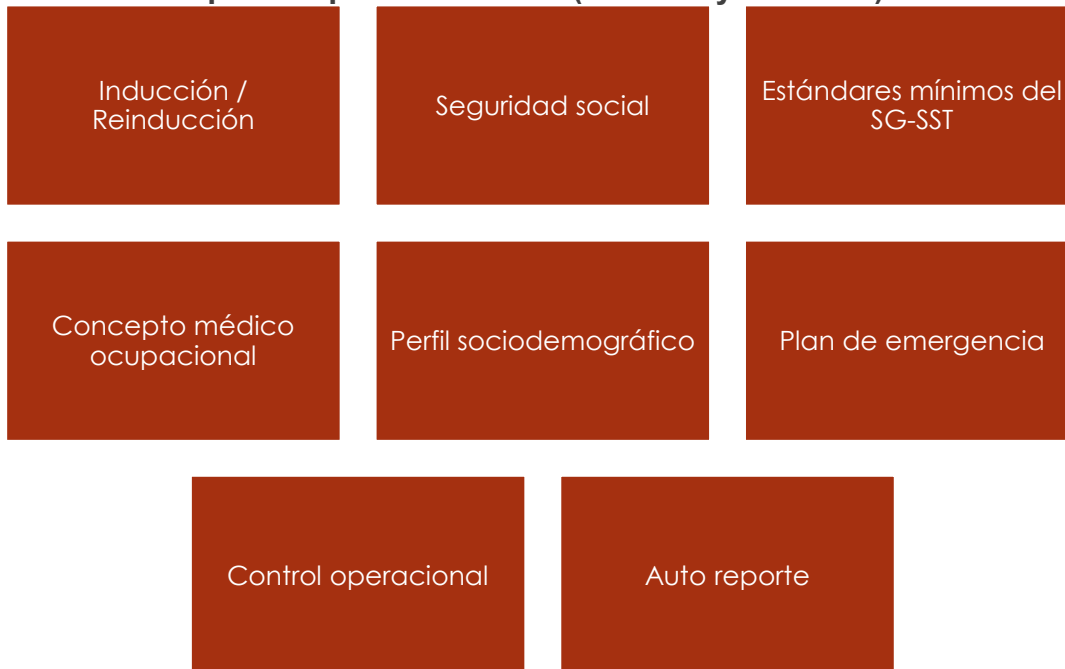 Inducción /
Reinducción
Seguridad social
Estándares mínimos del
SG-SST
Concepto médico
ocupacional
Perfil sociodemográfico
Plan de emergencia
Control operacional
Auto reporte